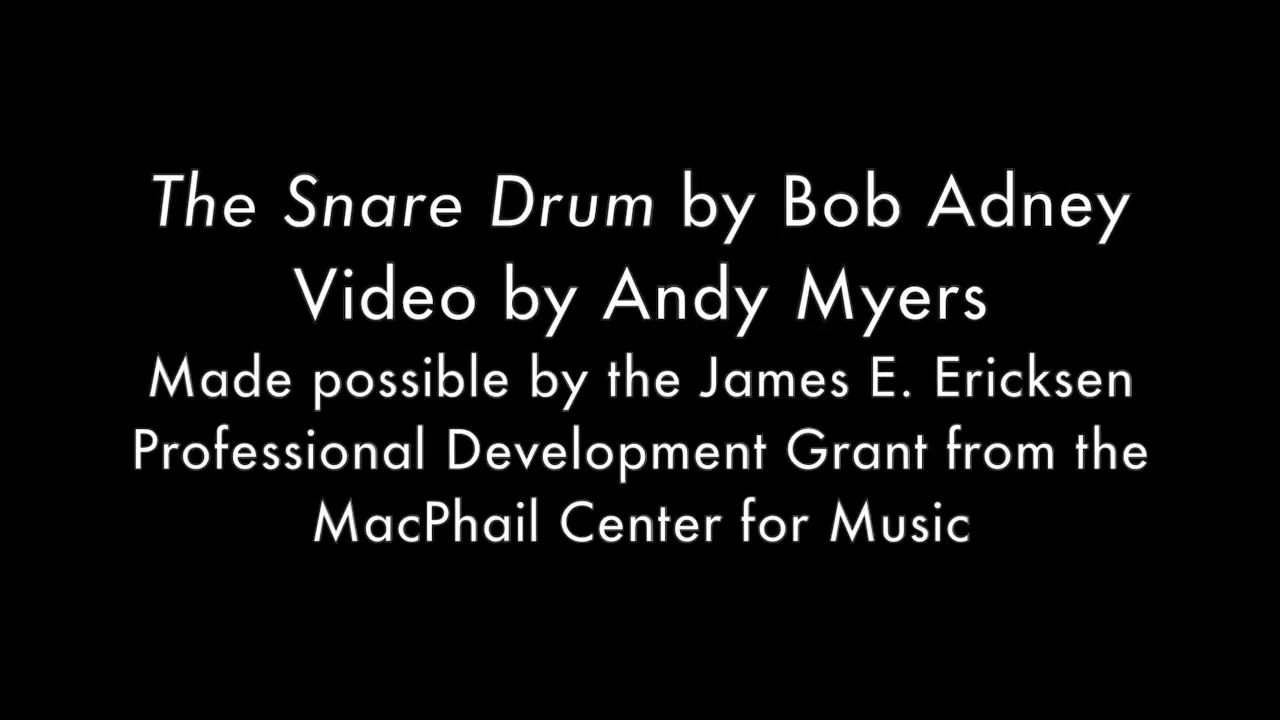 The Snare Drum by Bob Adney
Video by Andy Myers
Made possible by the James E. Ericksen
Professional Development Grant from the
MacPhail Center for Music